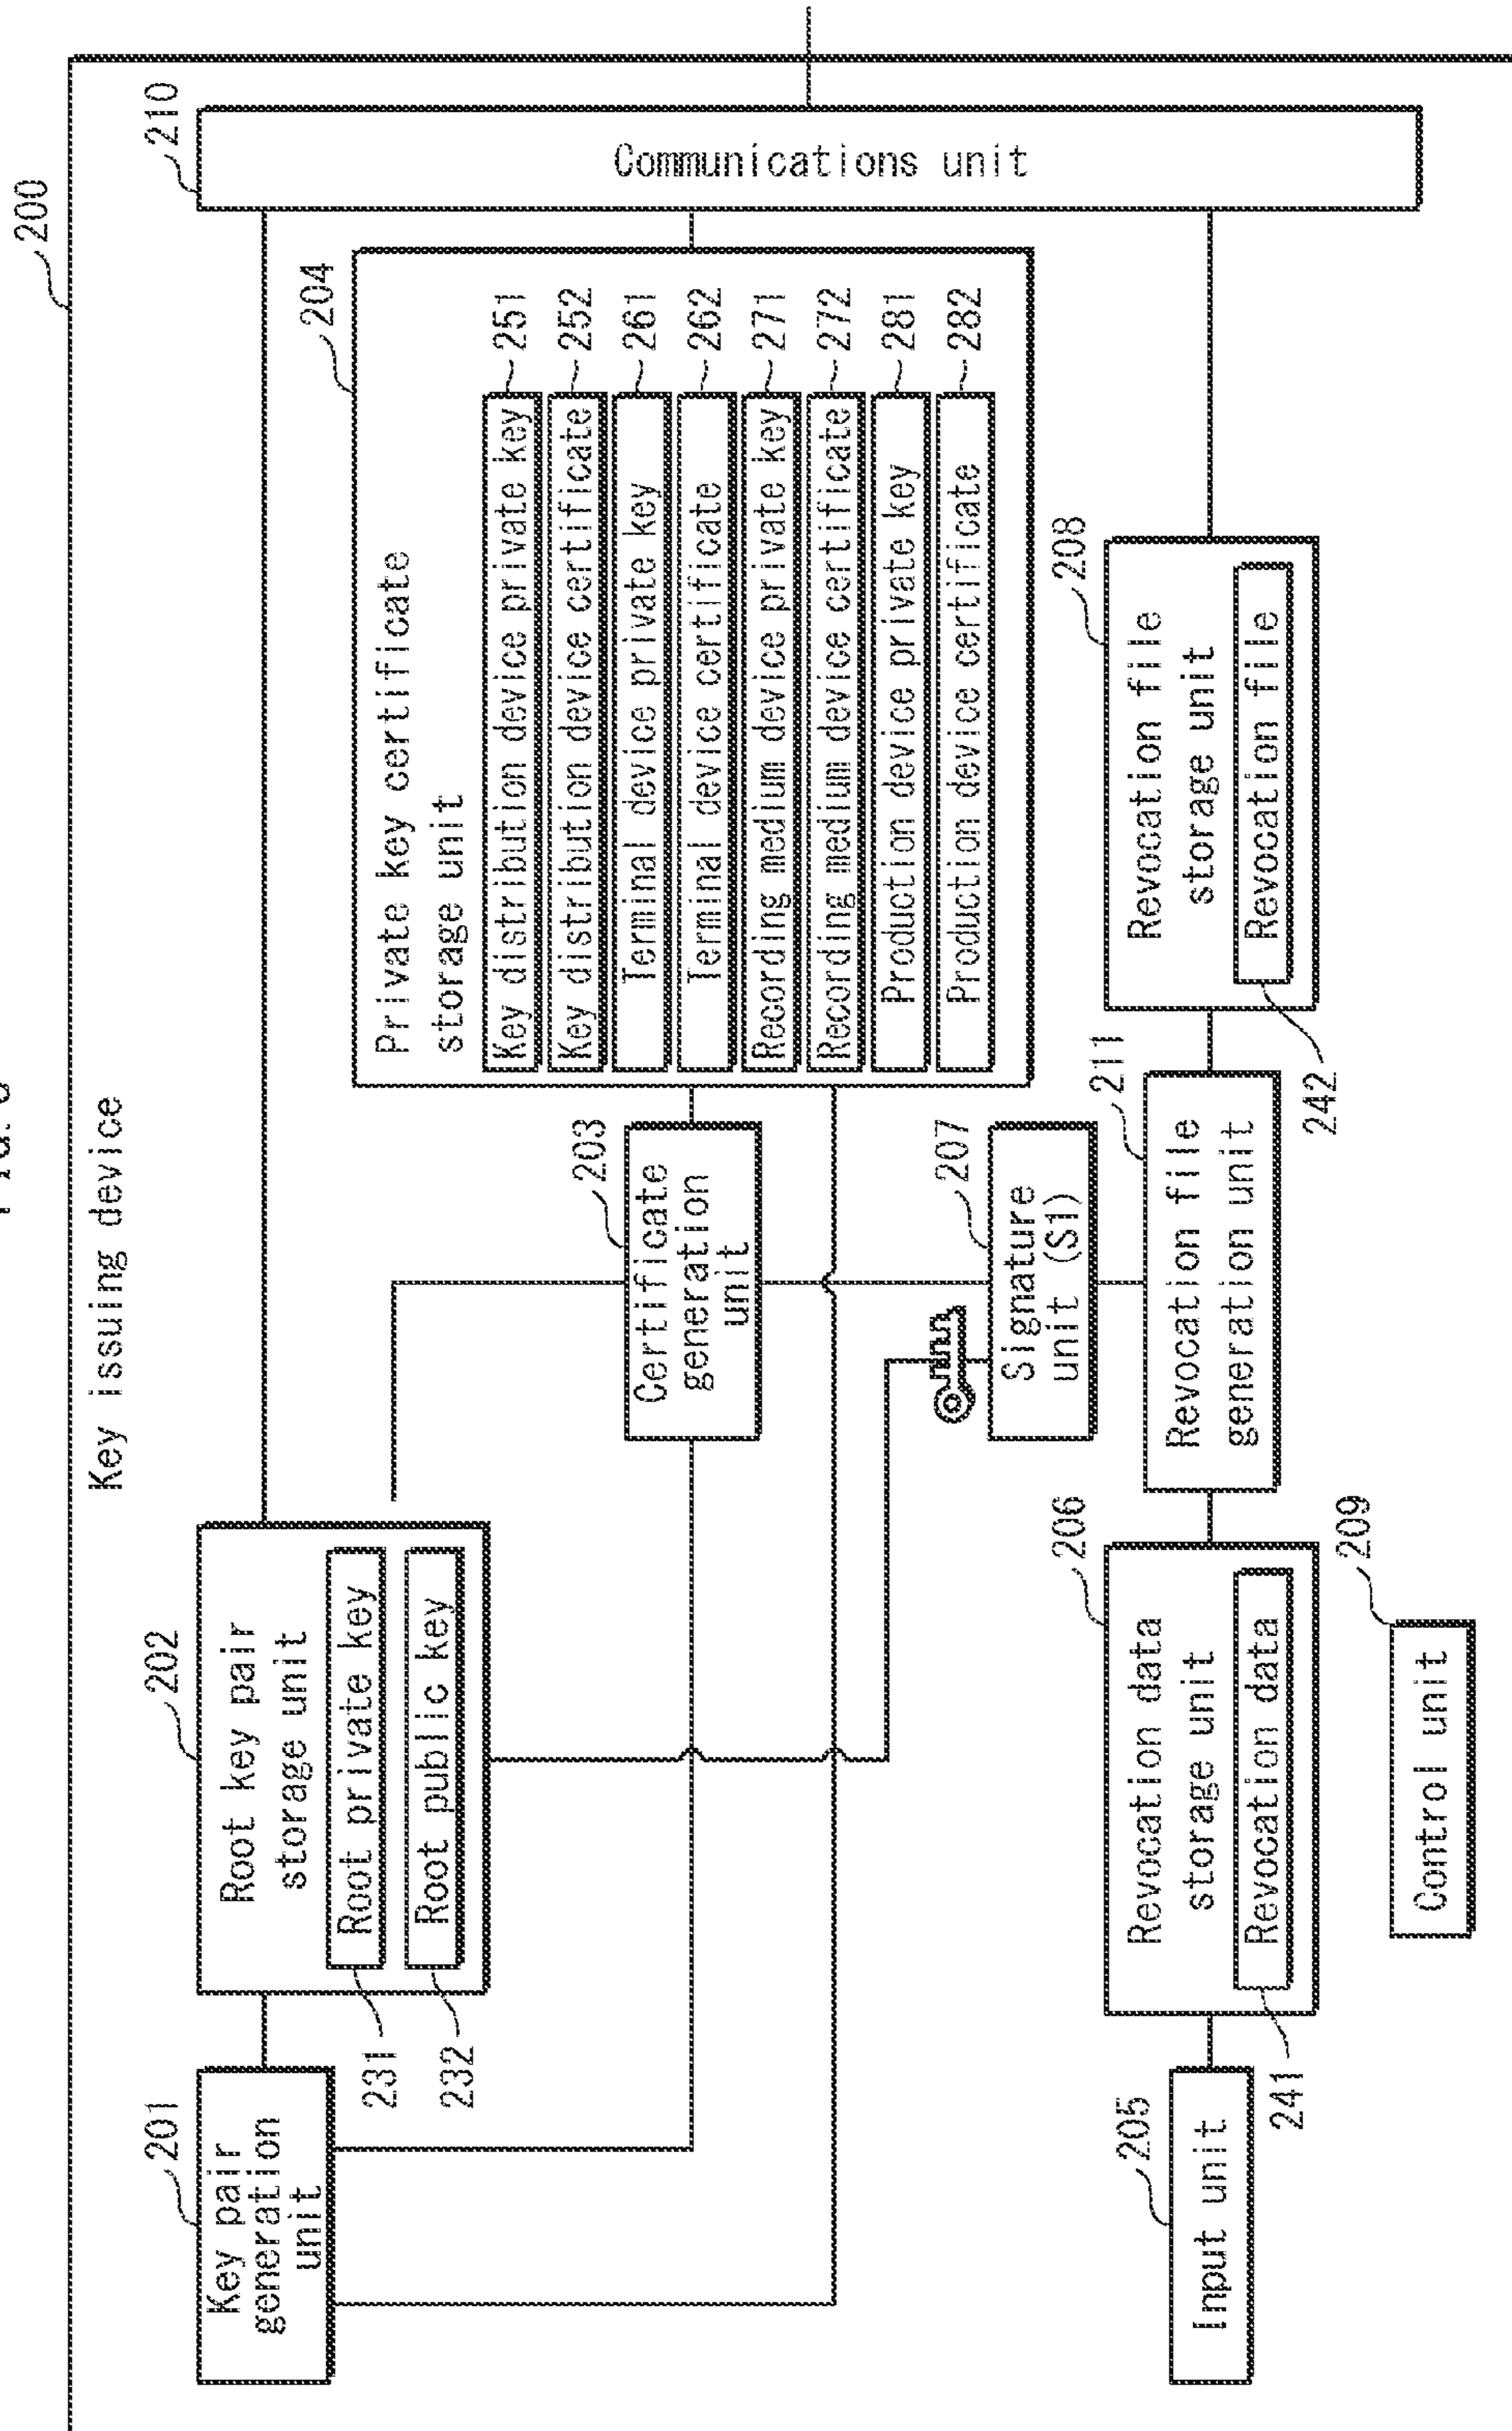 Key issuing device
200
201
Key pair
generation
unit
202
Root key pair
storage unit
Root private key
Root public key
231
232
210
Communications unit
204
Private key certificate
storage unit
Key distribution device private key
251
Key distribution device certificate
252
Terminal device private key
261
Terminal device certificate
262
Recording medium device private key
271
Recording medium device certificate
272
Production device private key
281
Production device certificate
282
203
Certificate
generation
unit
207
Signature
unit (S1)
205
Input unit
206
Revocation data
storage unit
Revocation data
241
211
Revocation file
generation unit
208
Revocation file
storage unit
Revocation file
242
209
Control unit